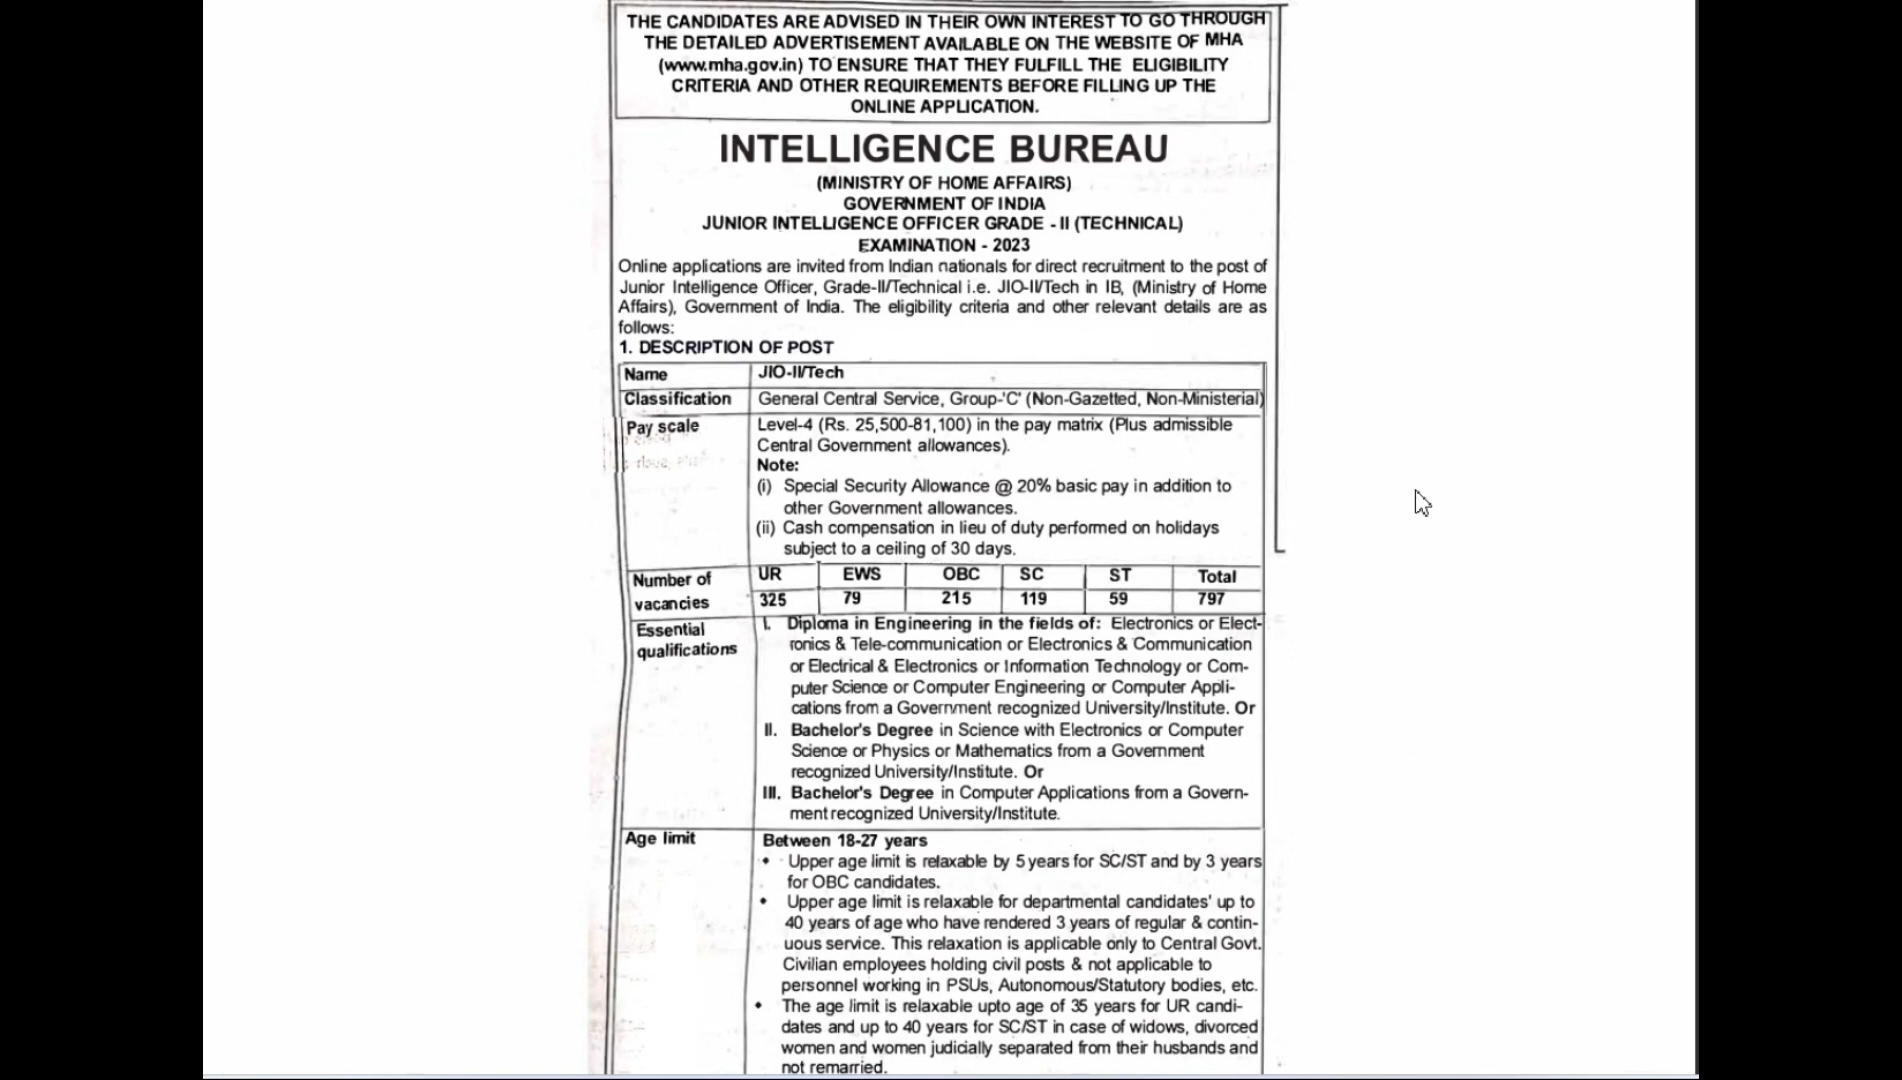 THE CANDIDATES ARE ADVISED IN THEIR OWN INTEREST TO GO THROUGH
THE DETAILED ADVERTISEMENT AVAILABLE ON THE WEBSITE OF MHA
(www.mha.gov.in) TO ENSURE THAT THEY FULFILL THE ELIGIBILITY
CRITERIA AND OTHER REQUIREMENTS BEFORE FILLING UP THE
ONLINE APPLICATION.
INTELLIGENCE BUREAU
(MINISTRY OF HOME AFFAIRS)
GOVERNMENT OF INDIA
JUNIOR INTELLIGENCE OFFICER GRADE - II (TECHNICAL)
EXAMINATION - 2023
Online applications are invited from Indian nationals for direct recruitment to the post of
Junior Intelligence Officer, Grade-II/Technical i.e. JIO-II/Tech in IB, (Ministry of Home
Affairs), Government of India. The eligibility criteria and other relevant details are as
follows:
1. DESCRIPTION OF POST
Name JIO-II/Tech
Classification General Central Service, Group-'C' (Non-Gazetted, Non-Ministerial)
Pay scale Level-4 (Rs. 25,500-81,100) in the pay matrix (Plus admissible
Central Government allowances).
Note:
(i) Special Security Allowance @ 20% basic pay in addition to
other Government allowances.
(ii) Cash compensation in lieu of duty performed on holidays
subject to a ceiling of 30 days.
Number of vacancies UR EWS OBC SC ST Total
325 79 215 119 59 797
Essential qualifications I. Diploma in Engineering in the fields of: Electronics or Elect-
ronics & Tele-communication or Electronics & Communication
or Electrical & Electronics or Information Technology or Com-
puter Science or Computer Engineering or Computer Appli-
cations from a Government recognized University/Institute. Or
II. Bachelor's Degree in Science with Electronics or Computer
Science or Physics or Mathematics from a Government
recognized University/Institute. Or
III. Bachelor's Degree in Computer Applications from a Govern-
ment recognized University/Institute.
Age limit Between 18-27 years
• Upper age limit is relaxable by 5 years for SC/ST and by 3 years
for OBC candidates.
• Upper age limit is relaxable for departmental candidates' up to
40 years of age who have rendered 3 years of regular & contin-
uous service. This relaxation is applicable only to Central Govt.
Civilian employees holding civil posts & not applicable to
personnel working in PSUs, Autonomous/Statutory bodies, etc.
• The age limit is relaxable upto age of 35 years for UR candi-
dates and up to 40 years for SC/ST in case of widows, divorced
women and women judicially separated from their husbands and
not remarried.